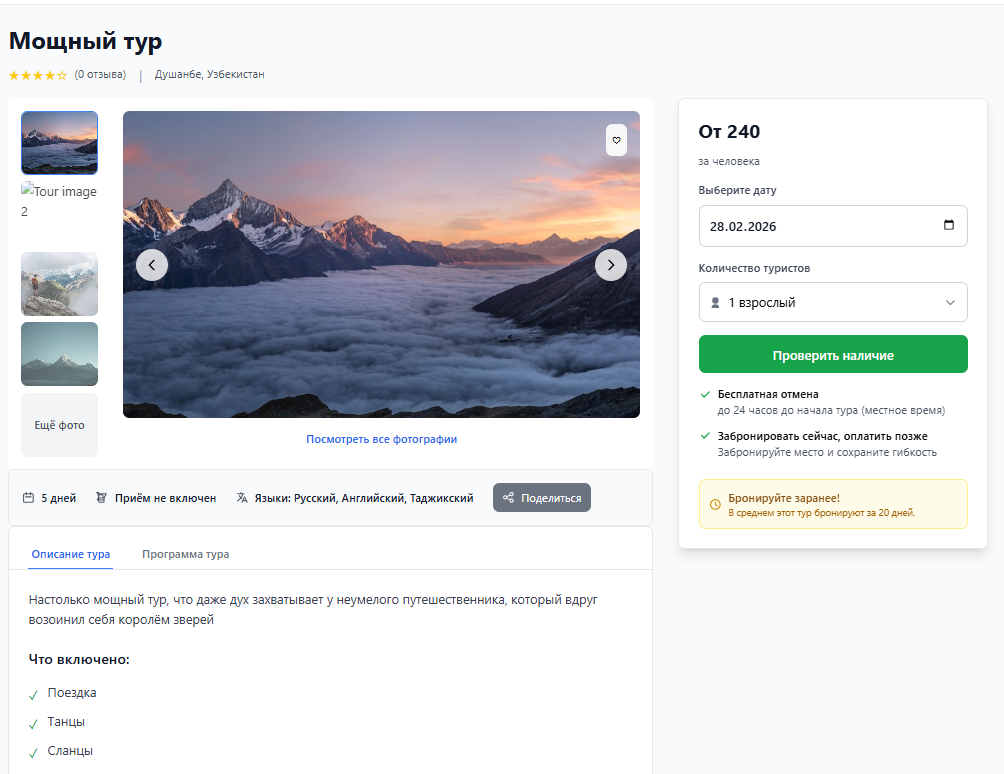 Мощный тур
★★★★☆ (0 отзыва) | Душанбе, Узбекистан
Tour image
2
Ещё фото
Посмотреть все фотографии
5 дней Приём не включен Языки: Русский, Английский, Таджикский Поделиться
Описание тура Программа тура
Настолько мощный тур, что даже дух захватывает у неумелого путешественника, который вдруг
возоинил себя королём зверей
Что включено:
Поездка
Танцы
Сланцы
От 240
за человека
Выберите дату
28.02.2026
Количество туристов
1 взрослый
Проверить наличие
Бесплатная отмена
до 24 часов до начала тура (местное время)
Забронировать сейчас, оплатить позже
Забронируйте место и сохраните гибкость
Бронируйте заранее!
В среднем этот тур бронируют за 20 дней.